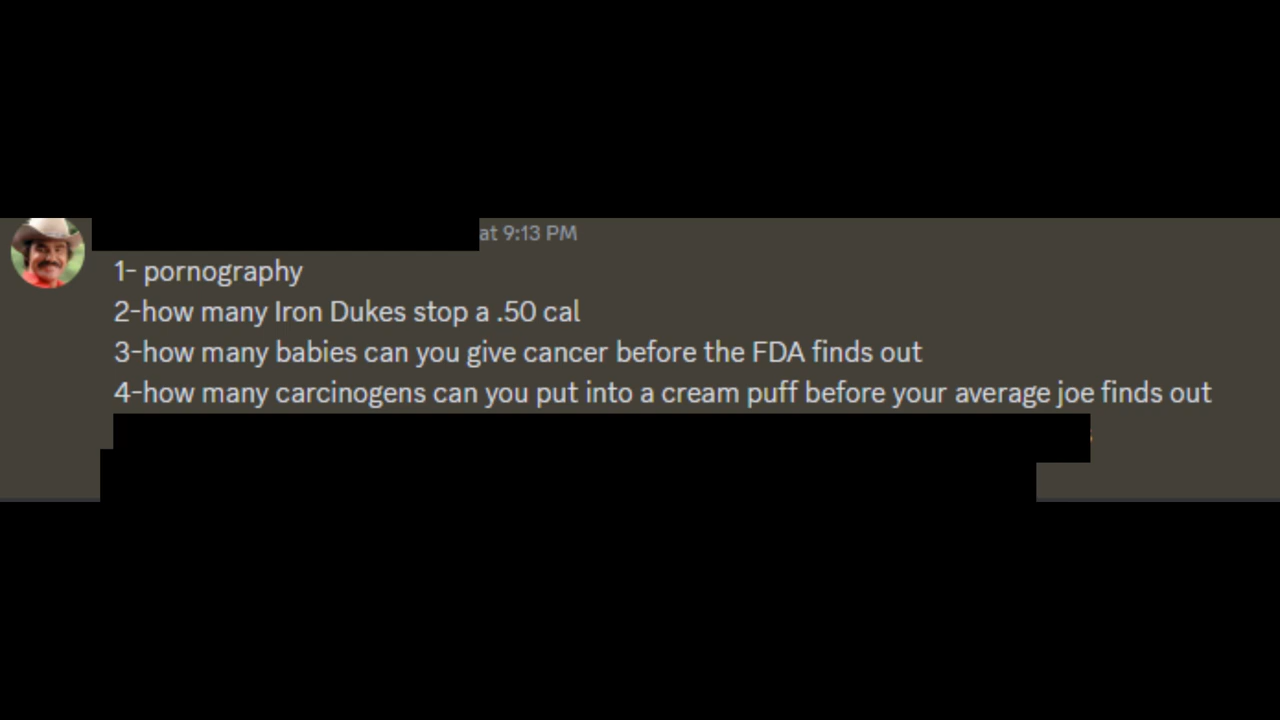 at 9:13 PM
1- pornography
2-how many Iron Dukes stop a .50 cal
3-how many babies can you give cancer before the FDA finds out
4-how many carcinogens can you put into a cream puff before your average joe finds out